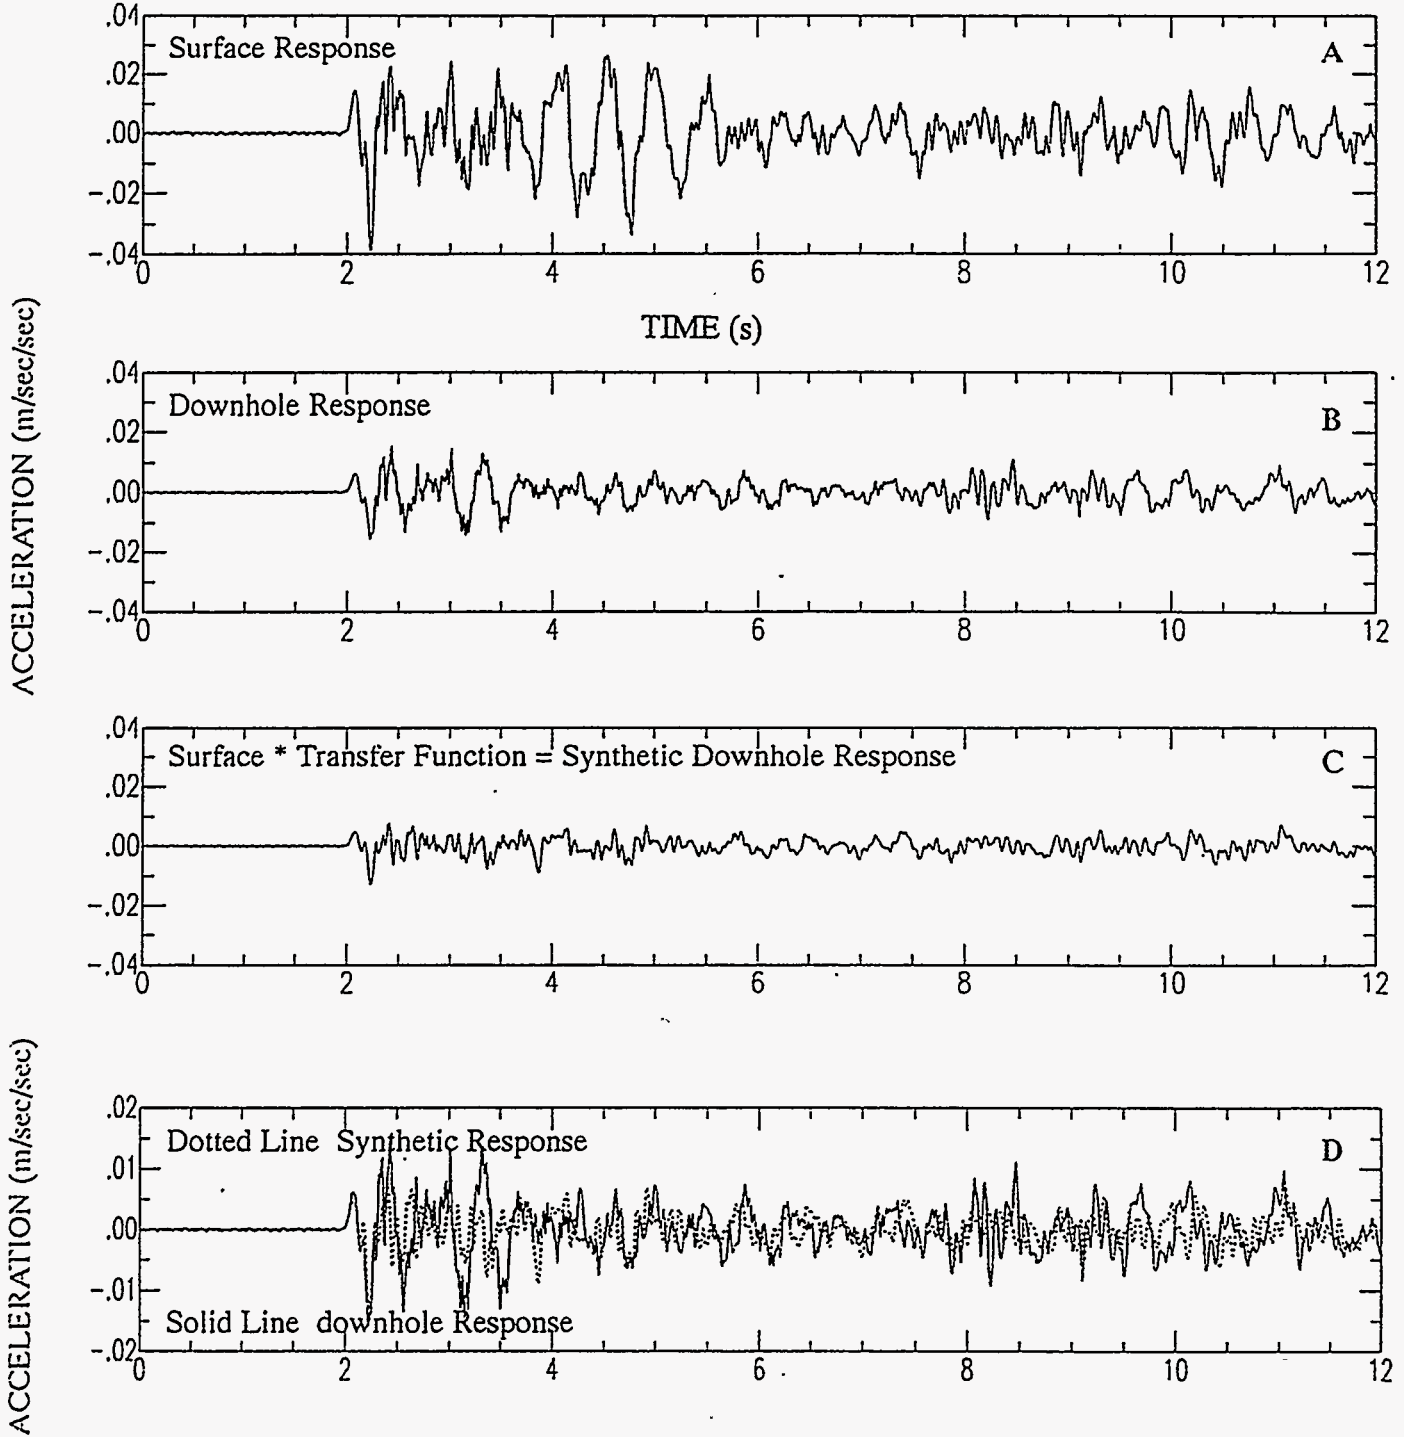 .04
Surface Response
A
.02
.00
-.02
-.04
0 2 4 6 8 10 12
TIME (s)
ACCELERATION (m/sec/sec)
.04
Downhole Response
B
.02
.00
-.02
-.04
0 2 4 6 8 10 12
.04
Surface * Transfer Function = Synthetic Downhole Response
C
.02
.00
-.02
-.04
0 2 4 6 8 10 12
ACCELERATION (m/sec/sec)
.02
Dotted Line Synthetic Response
D
.01
.00
-.01
Solid Line downhole Response
-.02
0 2 4 6 8 10 12